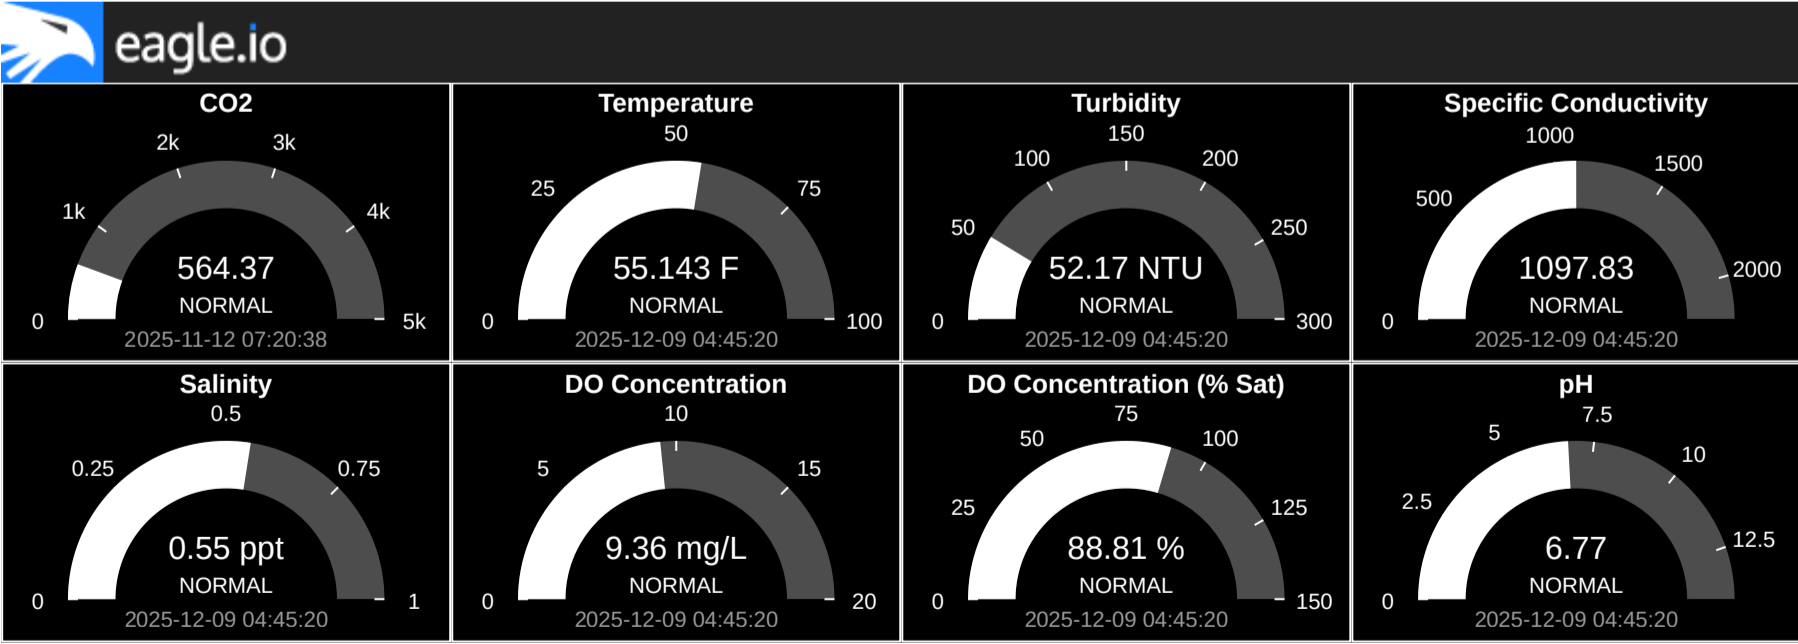 eagle.io
CO2
2k 3k
1k 4k
564.37
NORMAL
0 5k
2025-11-12 07:20:38
Temperature
50
25 75
55.143 F
NORMAL
0 100
2025-12-09 04:45:20
Turbidity
150
100 200
50 250
52.17 NTU
NORMAL
0 300
2025-12-09 04:45:20
Specific Conductivity
1000
1500
500
2000
1097.83
NORMAL
0
2025-12-09 04:45:20
Salinity
0.5
0.25 0.75
0.55 ppt
NORMAL
0 1
2025-12-09 04:45:20
DO Concentration
10
5 15
9.36 mg/L
NORMAL
0 20
2025-12-09 04:45:20
DO Concentration (% Sat)
75
50 100
25 125
88.81 %
NORMAL
0 150
2025-12-09 04:45:20
pH
7.5
5
10
2.5
12.5
6.77
NORMAL
0
2025-12-09 04:45:20